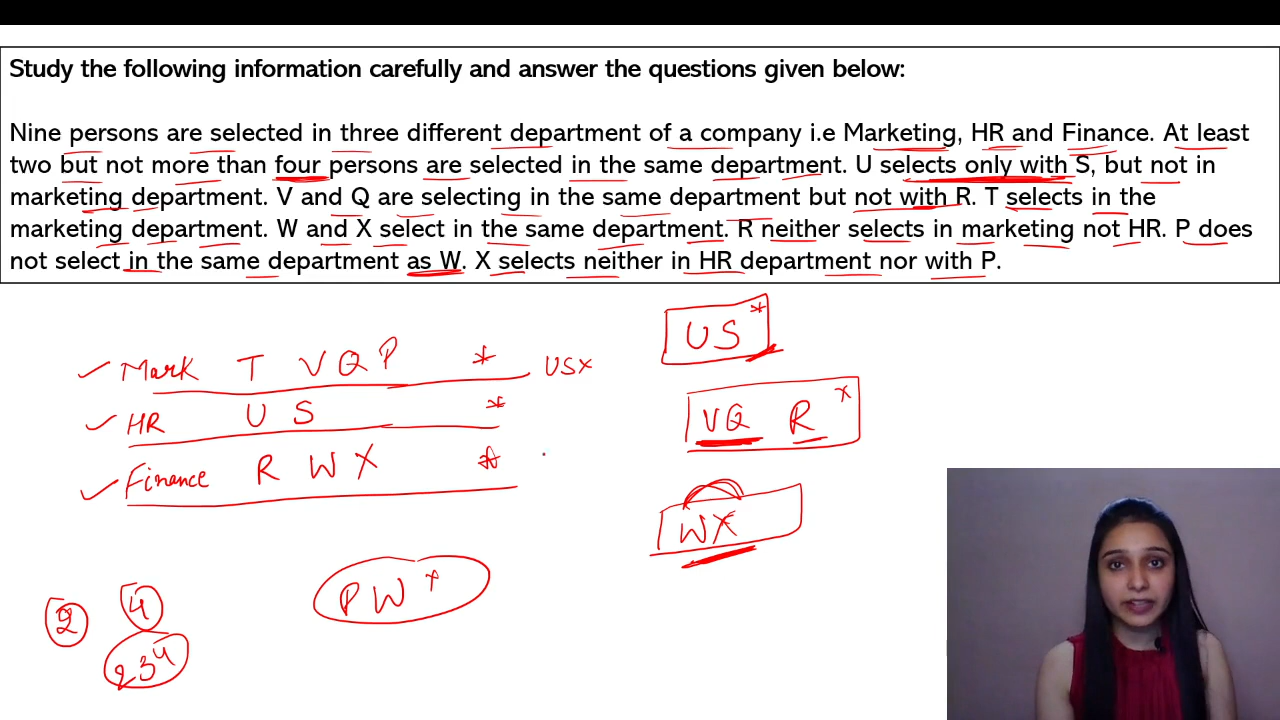 Study the following information carefully and answer the questions given below:
Nine persons are selected in three different department of a company i.e Marketing, HR and Finance. At least
two but not more than four persons are selected in the same department. U selects only with S, but not in
marketing department. V and Q are selecting in the same department but not with R. T selects in the
marketing department. W and X select in the same department. R neither selects in marketing not HR. P does
not select in the same department as W. X selects neither in HR department nor with P.
U S *
✓ Mark T V Q P * USX
✓ HR U S *
VQ R x
✓ Finance R W X *
W X
P W x
2 4
2 3 4